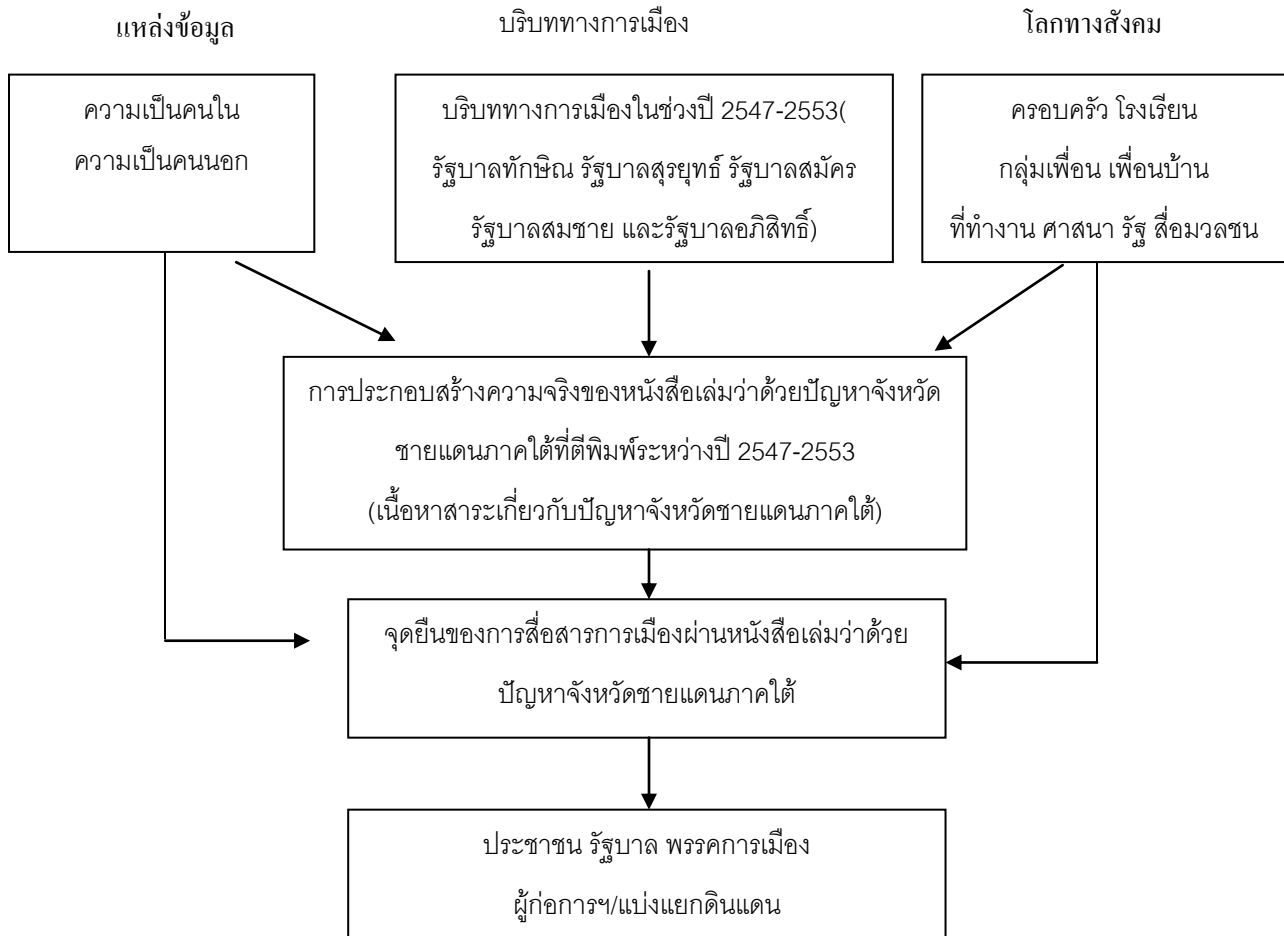 แหล่งข้อมูล
บริบททางการเมือง
โลกทางสังคม
ความเป็นคนใน
ความเป็นคนนอก
บริบททางการเมืองในช่วงปี 2547-2553(
รัฐบาลทักษิณ รัฐบาลสุรยุทธ์ รัฐบาลสมัคร
รัฐบาลสมชาย และรัฐบาลอภิสิทธิ์)
ครอบครัว โรงเรียน
กลุ่มเพื่อน เพื่อนบ้าน
ที่ทำงาน ศาสนา รัฐ สื่อมวลชน
การประกอบสร้างความจริงของหนังสือเล่มว่าด้วยปัญหาจังหวัด
ชายแดนภาคใต้ที่ตีพิมพ์ระหว่างปี 2547-2553
(เนื้อหาสาระเกี่ยวกับปัญหาจังหวัดชายแดนภาคใต้)
จุดยืนของการสื่อสารการเมืองผ่านหนังสือเล่มว่าด้วย
ปัญหาจังหวัดชายแดนภาคใต้
ประชาชน รัฐบาล พรรคการเมือง
ผู้ก่อการฯ/แบ่งแยกดินแดน